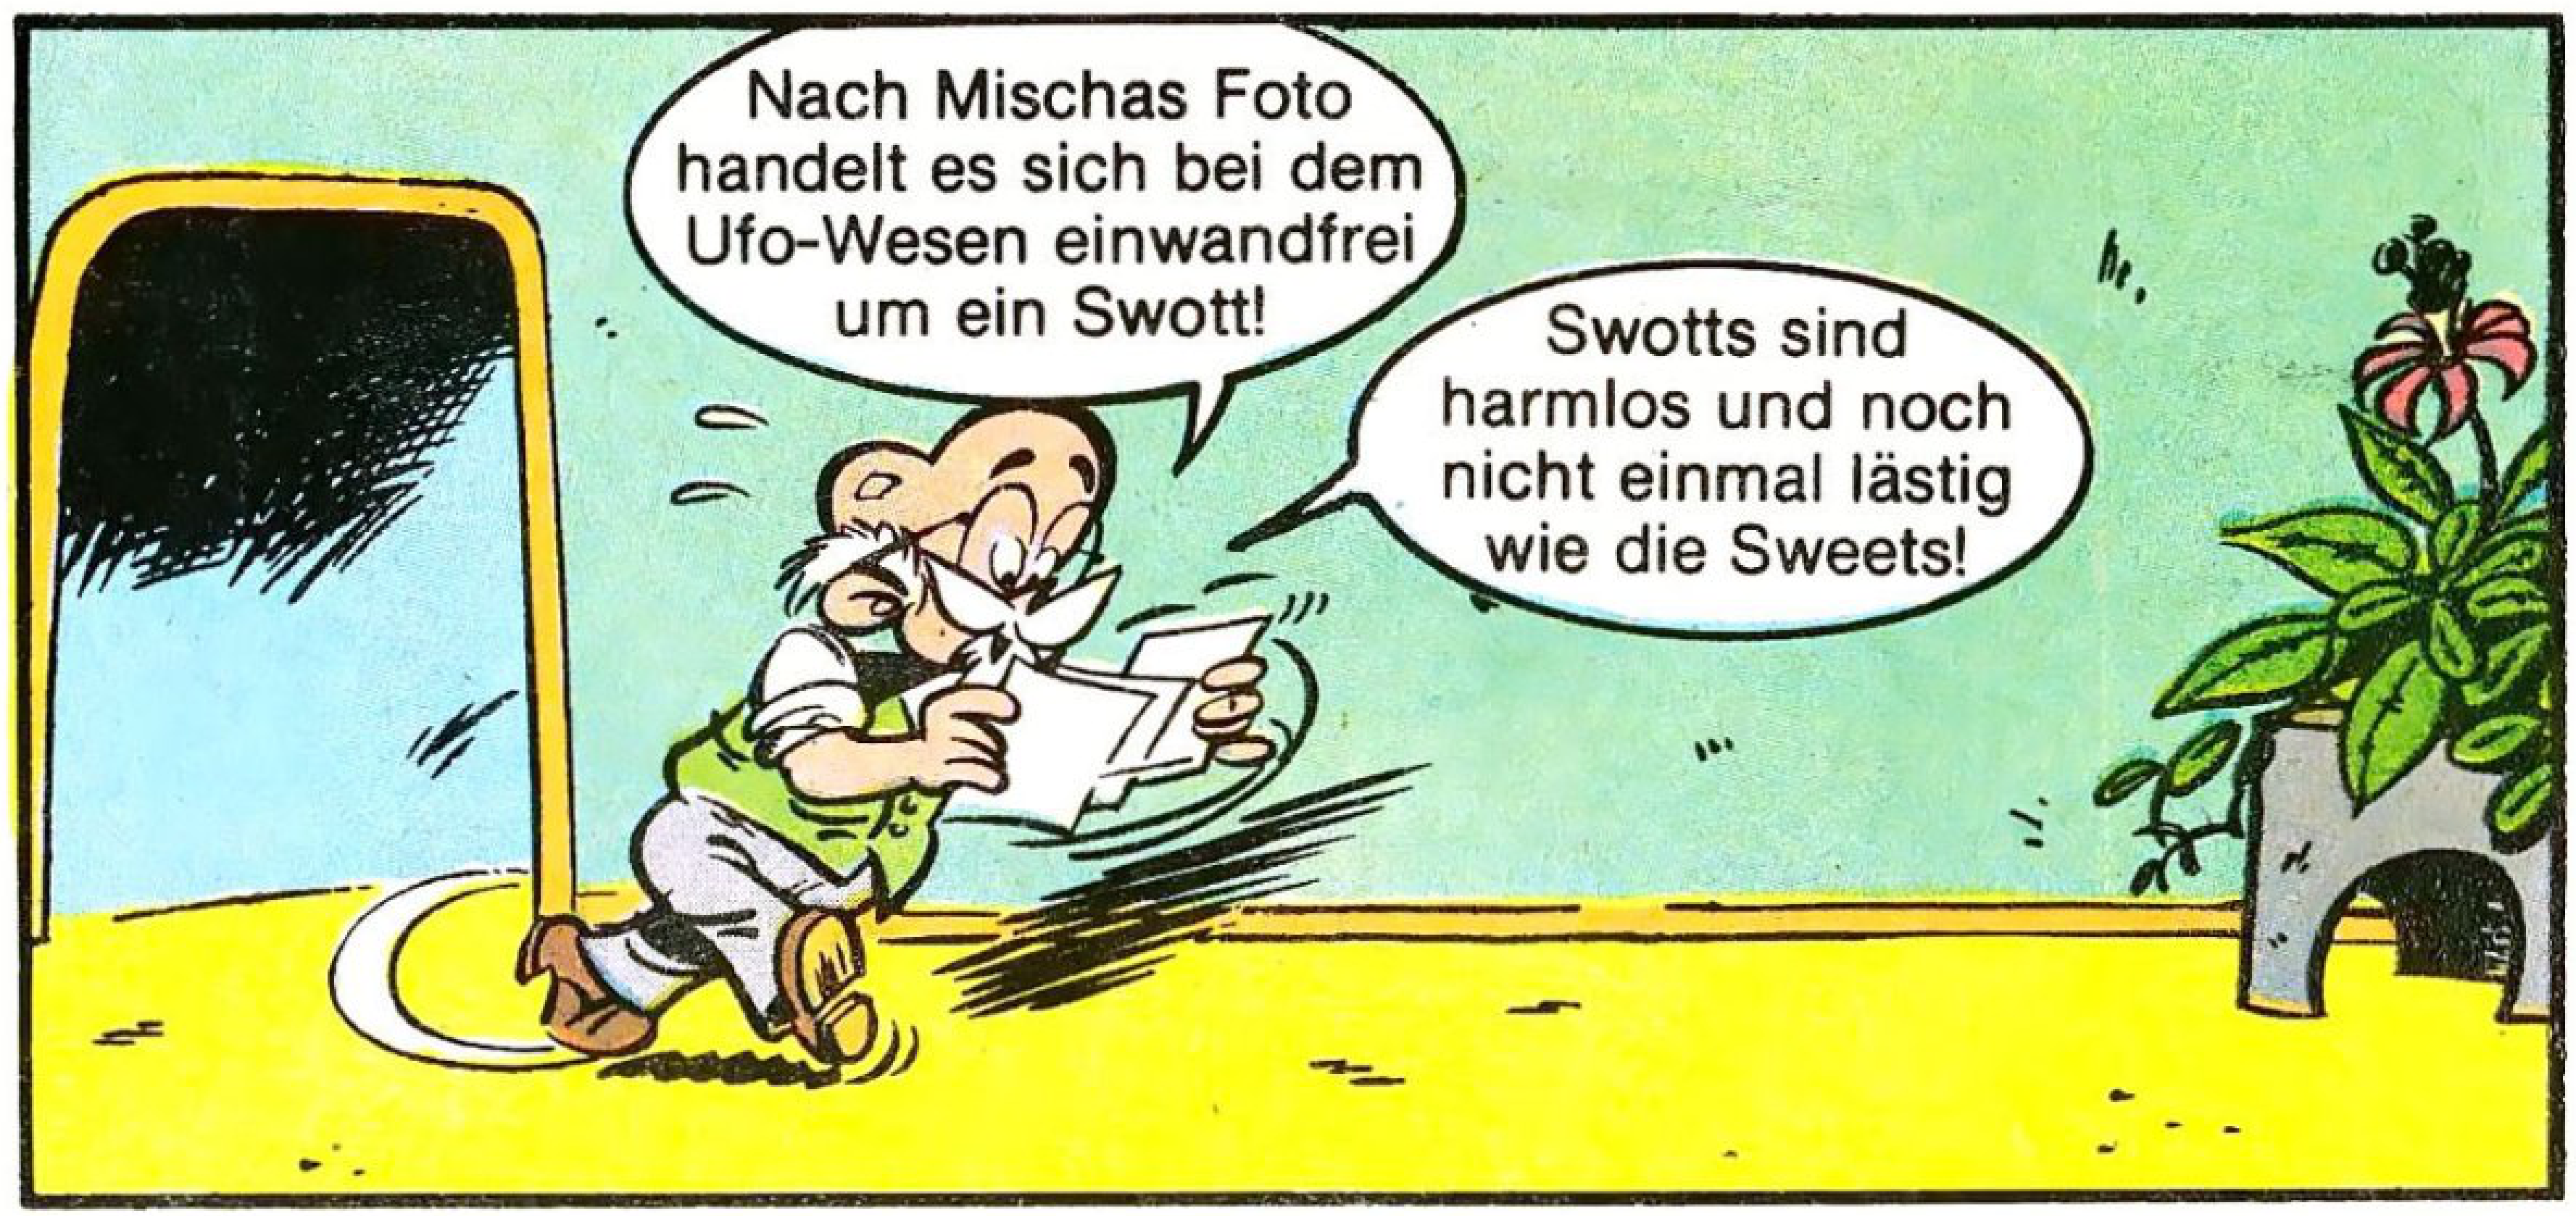 Nach Mischas Foto
handelt es sich bei dem
Ufo-Wesen einwandfrei
um ein Swott!
Swotts sind
harmlos und noch
nicht einmal lästig
wie die Sweets!